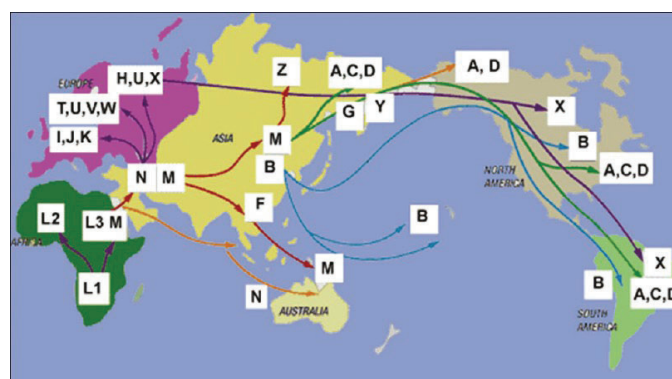 Z
A,C,D
A, D
EUROPE
H,U,X
T,U,V,W
G
Y
X
I,J,K
ASIA
M
B
B
NORTH
AMERICA
A,C,D
N
M
L2
L3 M
F
B
AFRICA
L1
M
X
N
AUSTRALIA
B
A,C,D
SOUTH
AMERICA